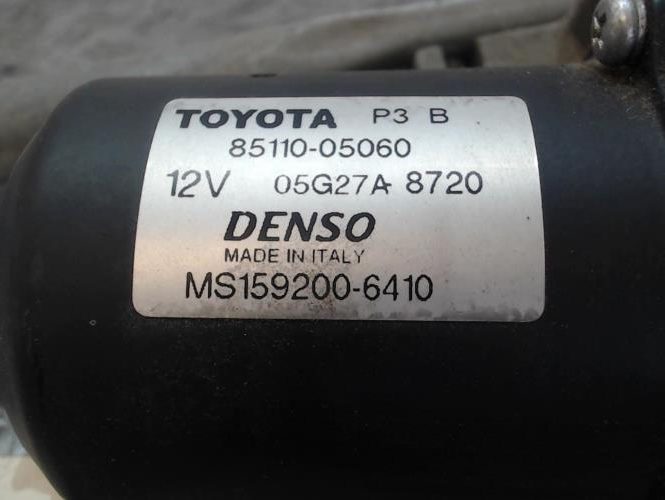 TOYOTA P3 B
85110-05060
12V 05G27A 8720
DENSO
MADE IN ITALY
MS159200-6410